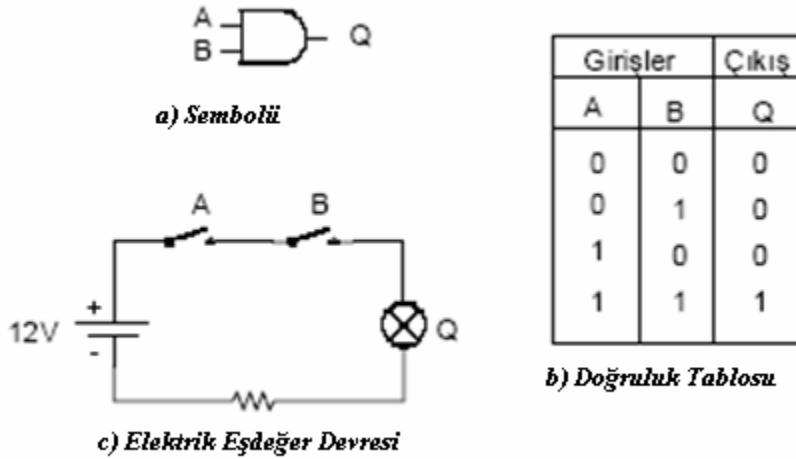 A
B
Q
a) Sembolü
Girişler Çıkış
A B Q
0 0 0
0 1 0
1 0 0
1 1 1
b) Doğruluk Tablosu
A B
+
12V
-
Q
c) Elektrik Eşdeğer Devresi